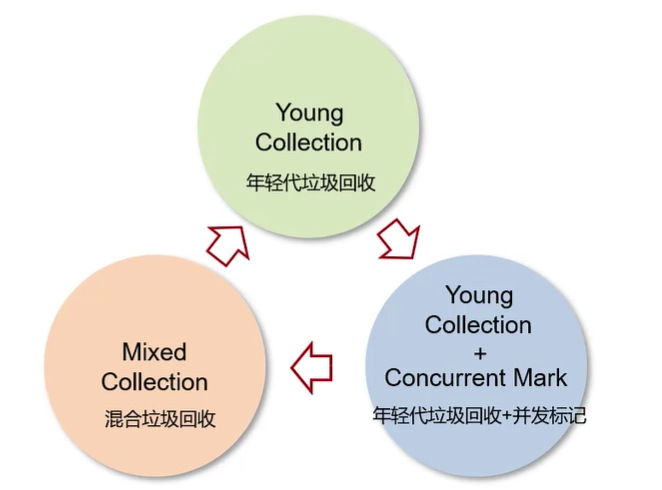 Young
Collection
年轻代垃圾回收
Young
Collection
+
Concurrent Mark
年轻代垃圾回收+并发标记
Mixed
Collection
混合垃圾回收